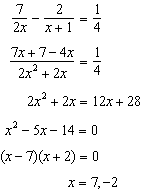 7/(2x) − 2/(x + 1) = 1/4
(7x + 7 − 4x)/(2x² + 2x) = 1/4
2x² + 2x = 12x + 28
x² − 5x − 14 = 0
(x − 7)(x + 2) = 0
x = 7, −2